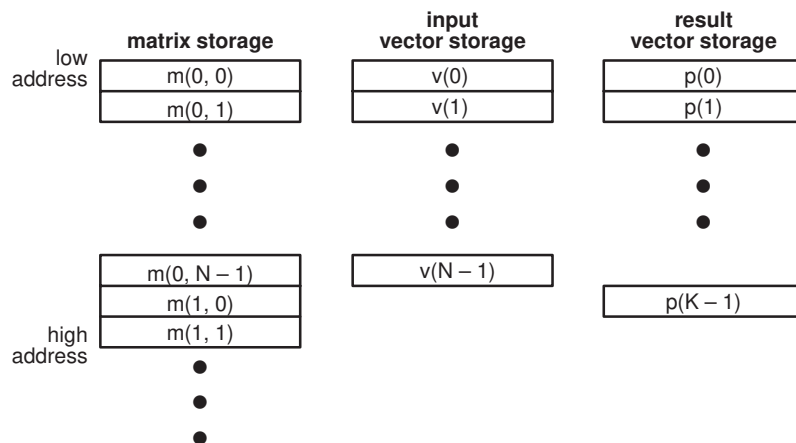 input result
matrix storage vector storage vector storage
low
address
m(0, 0) v(0) p(0)
m(0, 1) v(1) p(1)
m(0, N – 1) v(N – 1)
m(1, 0) p(K – 1)
high
address
m(1, 1)